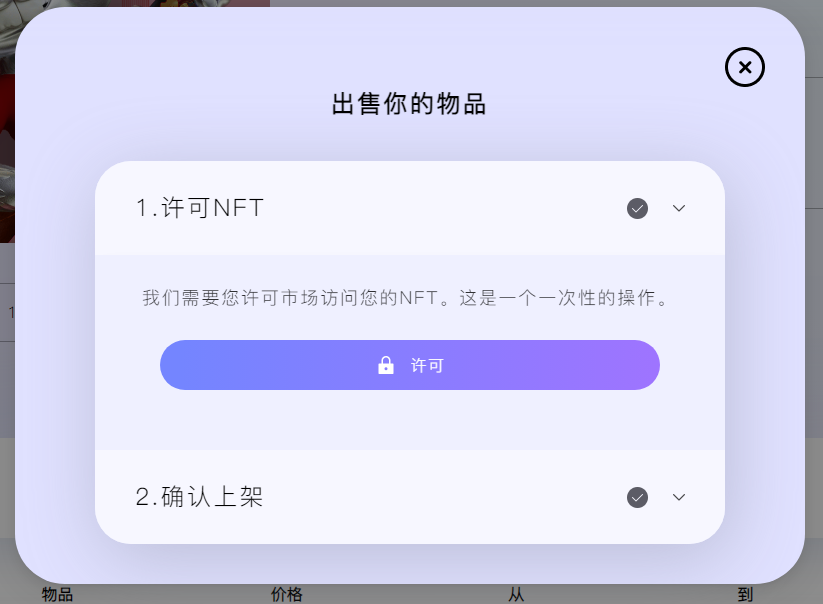 出售你的物品
1.许可NFT
我们需要您许可市场访问您的NFT。这是一个一次性的操作。
许可
1
2.确认上架
物品 价格 从 到